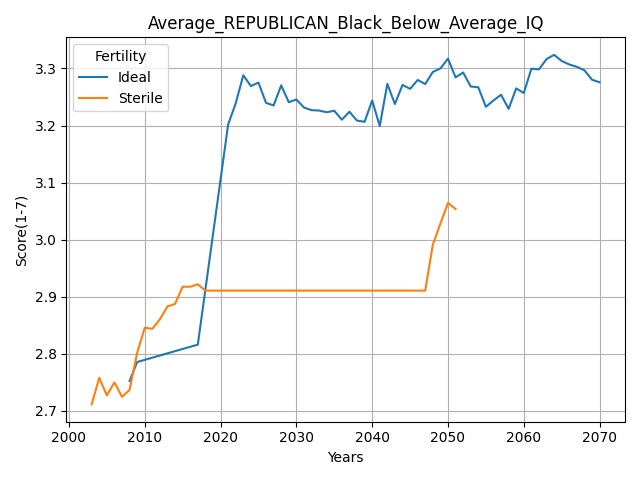 Average_REPUBLICAN_Black_Below_Average_IQ
Fertility
Ideal
Sterile
Score(1-7)
3.3
3.2
3.1
3.0
2.9
2.8
2.7
2000 2010 2020 2030 2040 2050 2060 2070
Years